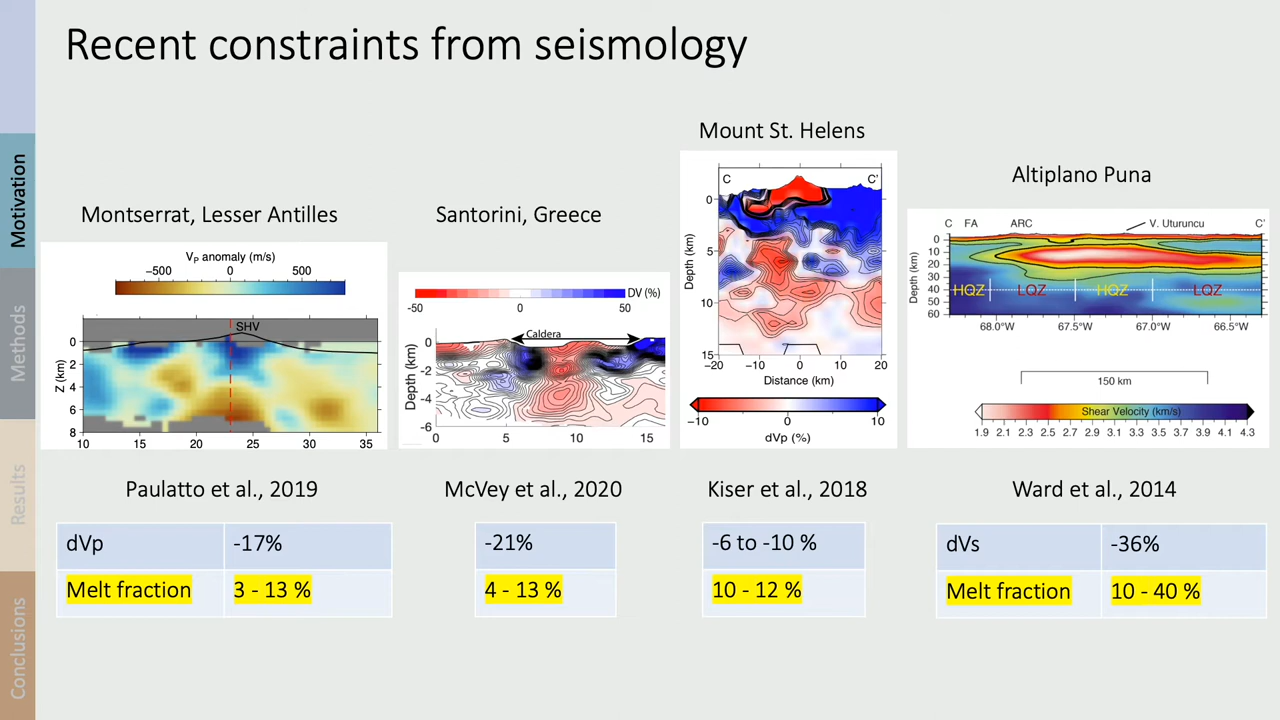 Recent constraints from seismology
Motivation
Methods
Results
Conclusions
Montserrat, Lesser Antilles
Vp anomaly (m/s)
−500 0 500
SHV
Z (km)
0
2
4
6
8
10 15 20 25 30 35
Paulatto et al., 2019
dVp -17%
Melt fraction 3 - 13 %
Santorini, Greece
DV (%)
-50 0 50
Caldera
Depth (km)
0
-2
-4
-6
0 5 10 15
McVey et al., 2020
-21%
4 - 13 %
Mount St. Helens
C C'
Depth (km)
0
5
10
15
−20 −10 0 10 20
Distance (km)
−10 0 10
dVp (%)
Kiser et al., 2018
-6 to -10 %
10 - 12 %
Altiplano Puna
C FA ARC V. Uturuncu C'
Depth (km)
0
10
20
30
40
50
60
HQZ LQZ HQZ LQZ
68.0°W 67.5°W 67.0°W 66.5°W
150 km
Shear Velocity (km/s)
1.9 2.1 2.3 2.5 2.7 2.9 3.1 3.3 3.5 3.7 3.9 4.1 4.3
Ward et al., 2014
dVs -36%
Melt fraction 10 - 40 %